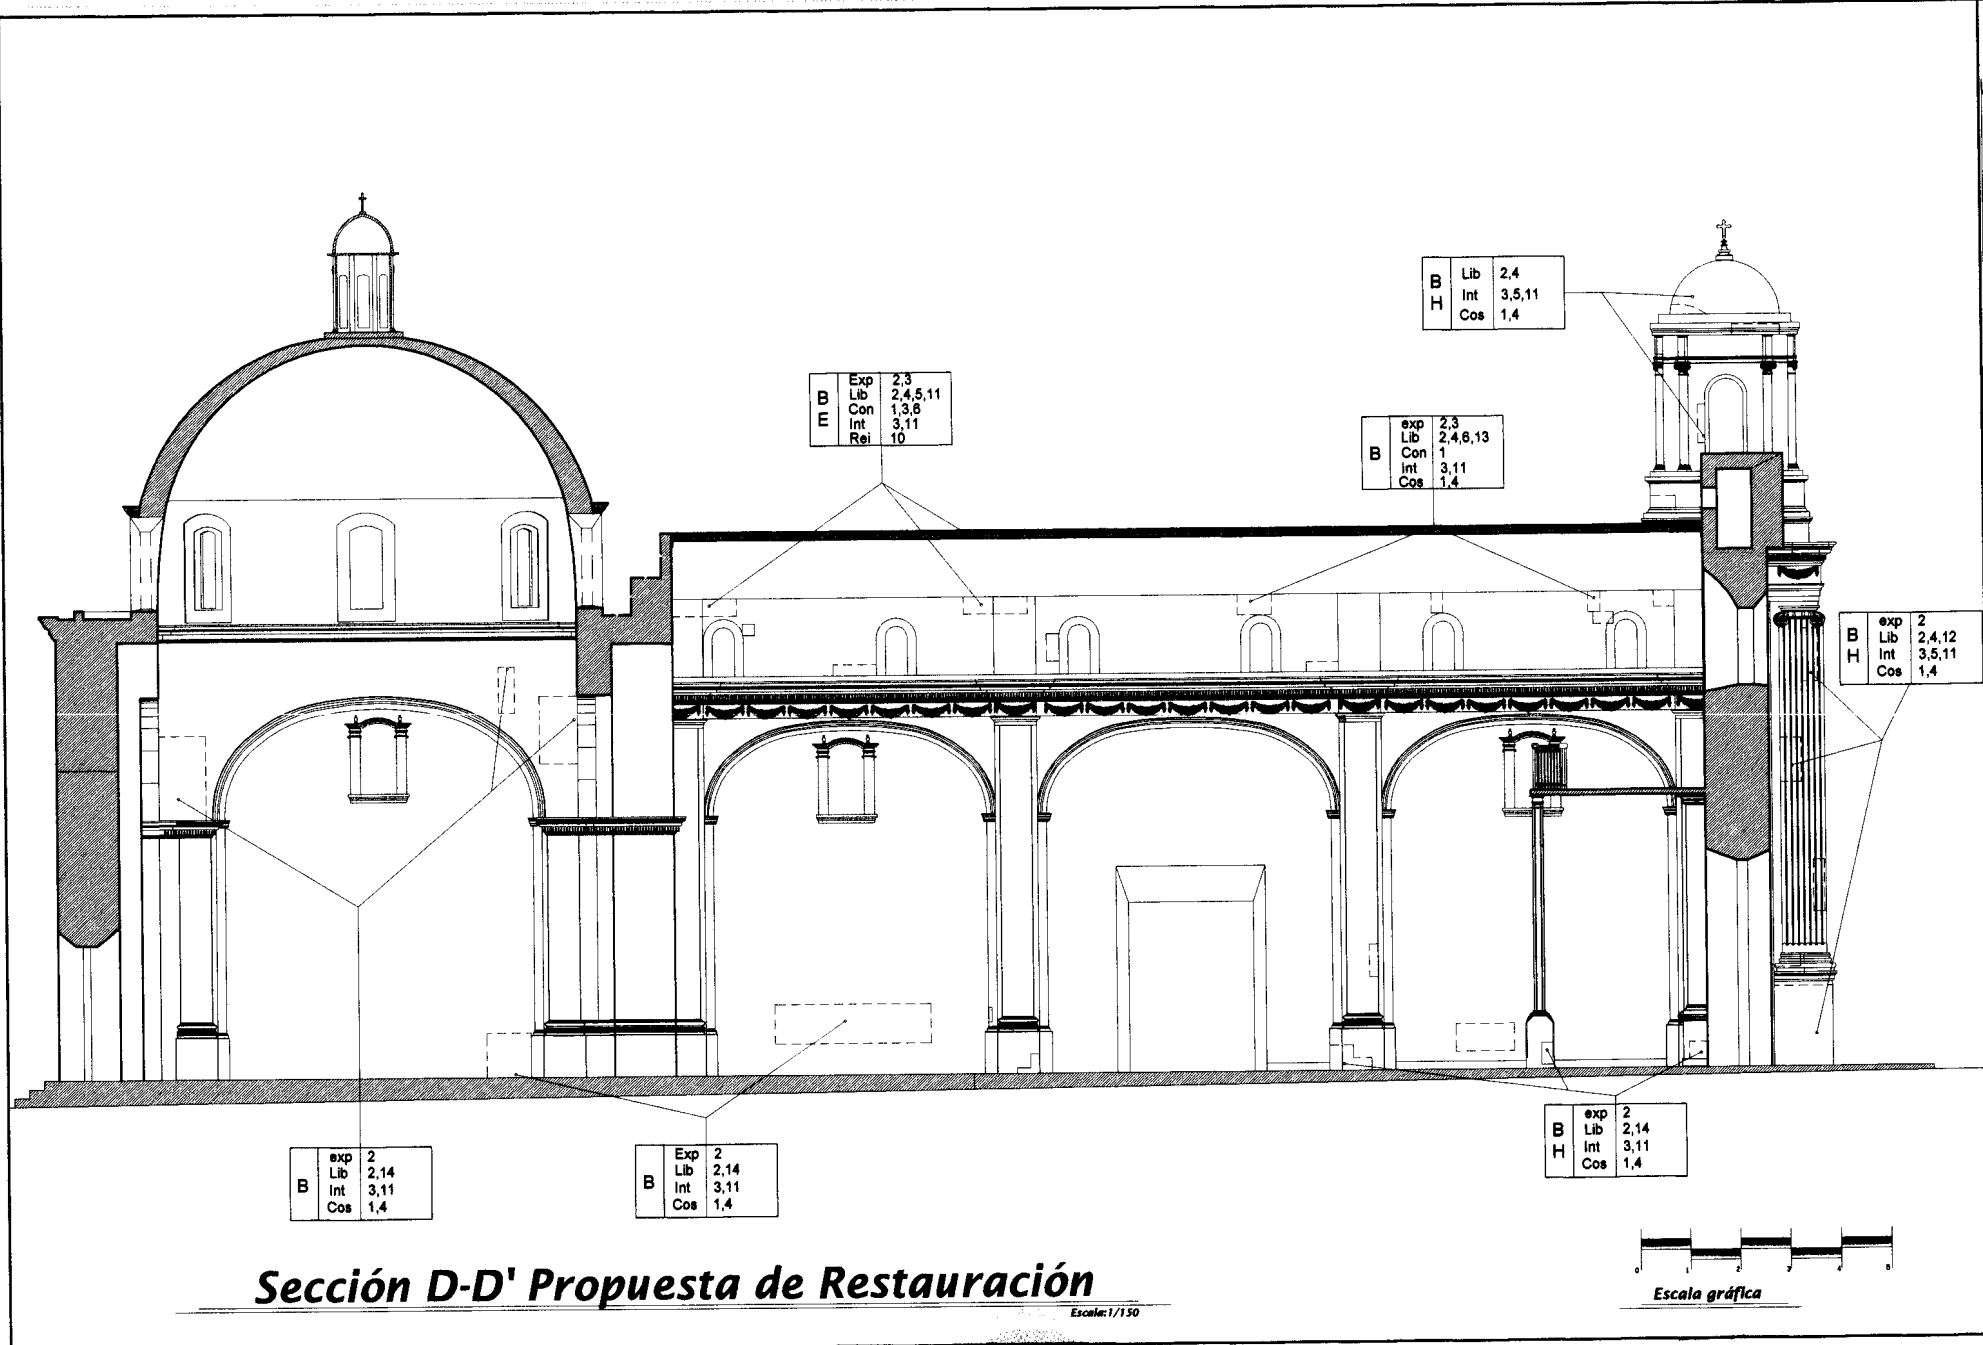 B H
Lib 2,4
Int 3,5,11
Cos 1,4
B E
Exp 2,3
Lib 2,4,5,11
Con 1,3,6
Int 3,11
Rei 10
B
exp 2,3
Lib 2,4,6,13
Con 1
int 3,11
Cos 1,4
B H
exp 2
Lib 2,4,12
Int 3,5,11
Cos 1,4
B H
exp 2
Lib 2,14
Int 3,11
Cos 1,4
B
exp 2
Lib 2,14
Int 3,11
Cos 1,4
B
Exp 2
Lib 2,14
Int 3,11
Cos 1,4
Sección D-D' Propuesta de Restauración
Escala:1/150
0 1 2 3 4 5
Escala gráfica